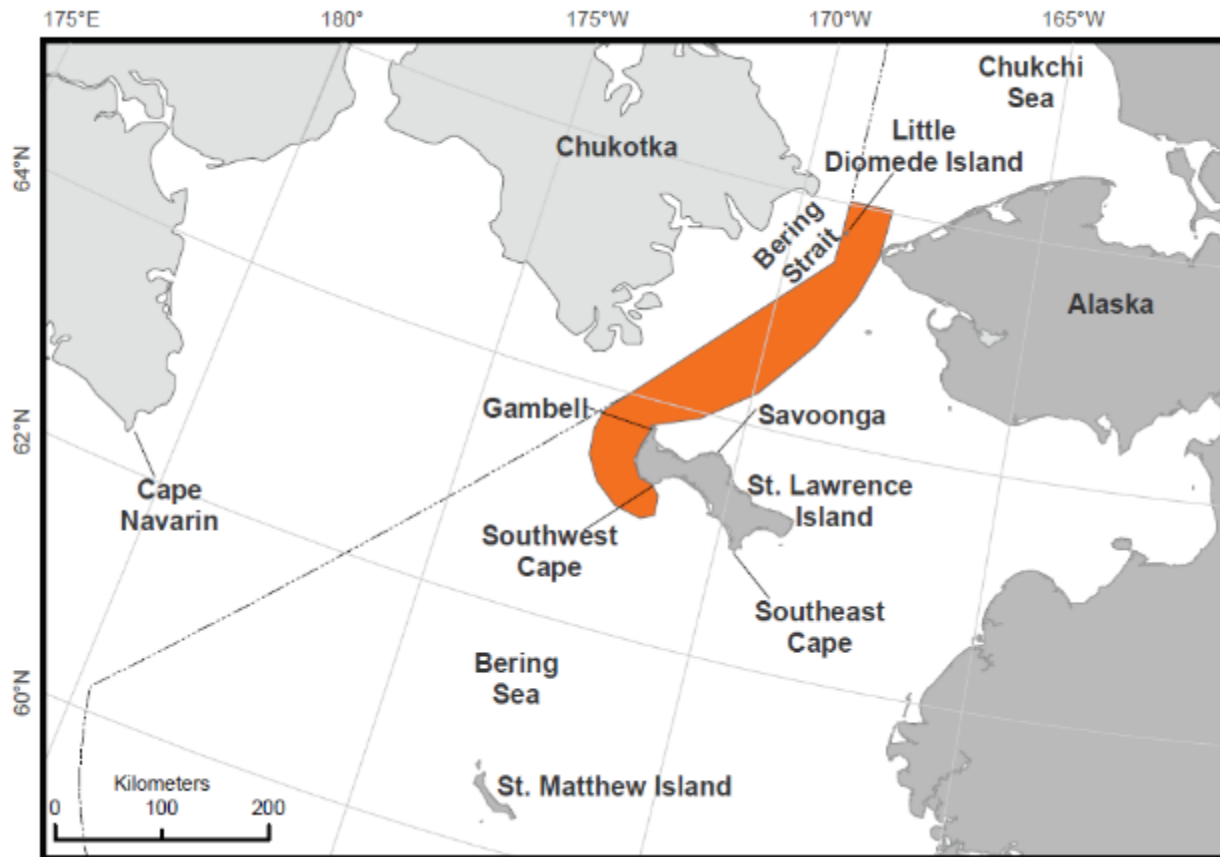 175°E
180°
175°W
170°W
165°W
Chukchi
Sea
Little
Diomede Island
Chukotka
64°N
Bering
Strait
Alaska
Gambell
Savoonga
62°N
Cape
Navarin
St. Lawrence
Island
Southwest
Cape
Southeast
Cape
Bering
Sea
60°N
St. Matthew Island
Kilometers
0 100 200